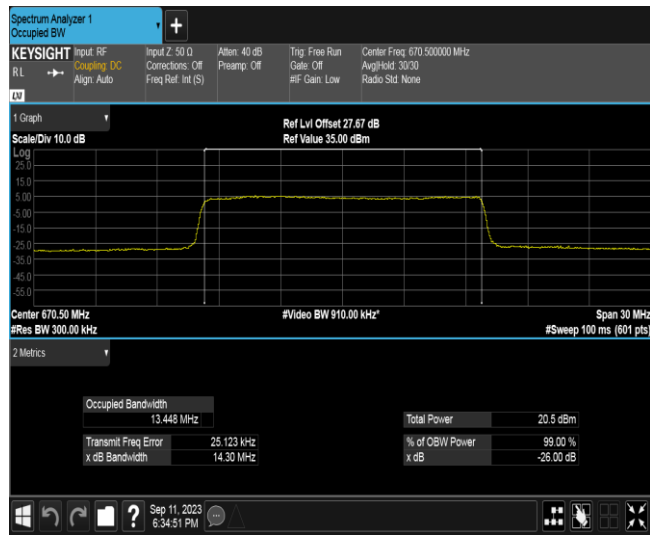 Spectrum Analyzer 1
Occupied BW
+
KEYSIGHT
RL
LXI
Input: RF
Coupling: DC
Align: Auto
Input Z: 50 Ω
Corrections: Off
Freq Ref: Int (S)
Atten: 40 dB
Preamp: Off
Trig: Free Run
Gate: Off
#IF Gain: Low
Center Freq: 670.500000 MHz
Avg|Hold: 30/30
Radio Std: None
1 Graph
Scale/Div 10.0 dB
Ref Lvl Offset 27.67 dB
Ref Value 35.00 dBm
Log
25.0
15.0
5.00
-5.00
-15.0
-25.0
-35.0
-45.0
-55.0
Center 670.50 MHz
#Res BW 300.00 kHz
#Video BW 910.00 kHz*
Span 30 MHz
#Sweep 100 ms (601 pts)
2 Metrics
Occupied Bandwidth
13.448 MHz
Transmit Freq Error 25.123 kHz
x dB Bandwidth 14.30 MHz
Total Power 20.5 dBm
% of OBW Power 99.00 %
x dB -26.00 dB
?
Sep 11, 2023
6:34:51 PM